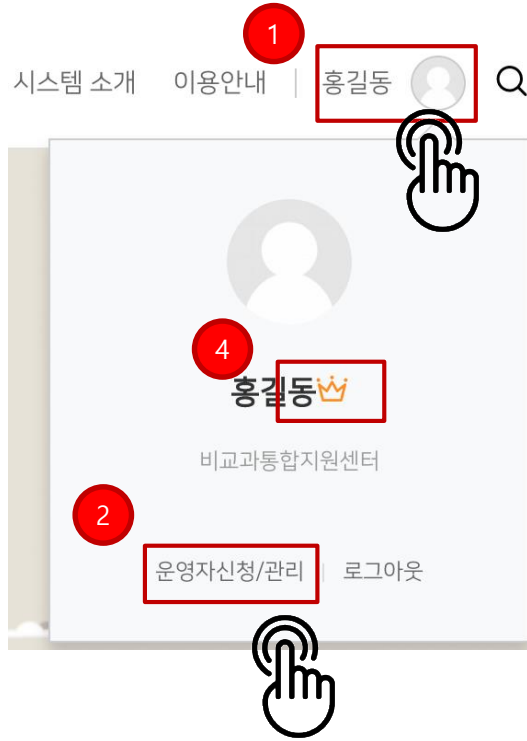 1
시스템 소개 이용안내 | 홍길동
4
홍길동
비교과통합지원센터
2
운영자신청/관리 | 로그아웃